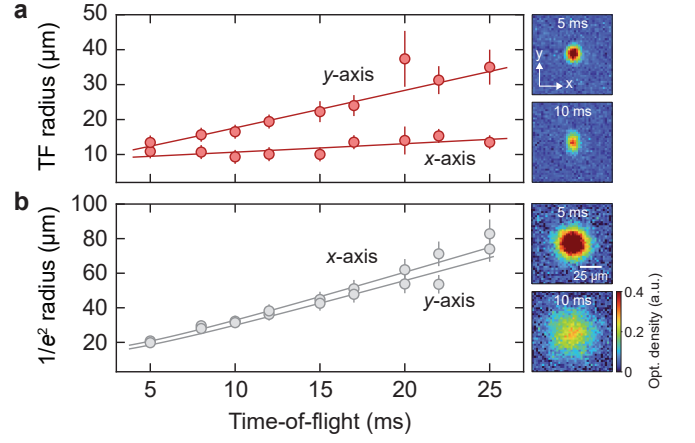 a
50
40
30
20
10
TF radius (µm)
y-axis
x-axis
5 ms
y
x
10 ms
b
100
80
60
40
20
1/e² radius (µm)
x-axis
y-axis
5 10 15 20 25
Time-of-flight (ms)
5 ms
25 µm
10 ms
0.4
0.2
0
Opt. density (a.u.)